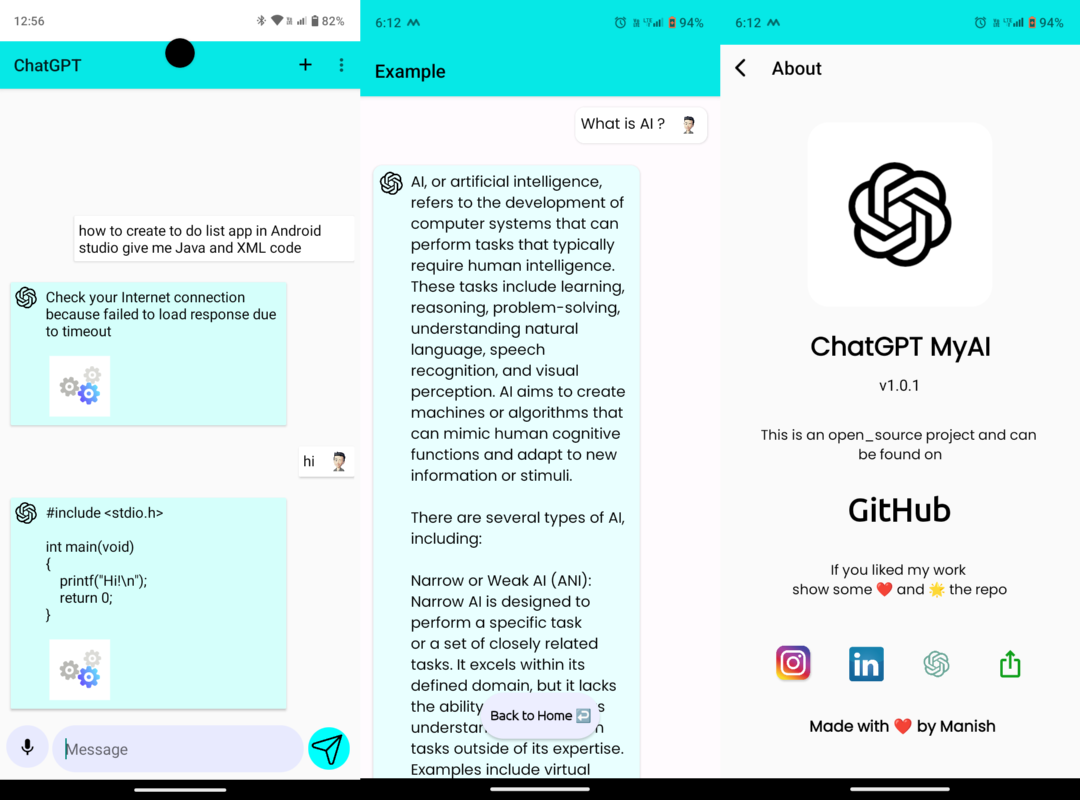 12:56
82%
ChatGPT
+
how to create to do list app in Android
studio give me Java and XML code
Check your Internet connection
because failed to load response due
to timeout
hi
#include <stdio.h>
int main(void)
{
printf("Hi!\n");
return 0;
}
Message
6:12
94%
Example
What is AI ?
AI, or artificial intelligence,
refers to the development of
computer systems that can
perform tasks that typically
require human intelligence.
These tasks include learning,
reasoning, problem-solving,
understanding natural
language, speech
recognition, and visual
perception. AI aims to create
machines or algorithms that
can mimic human cognitive
functions and adapt to new
information or stimuli.
There are several types of AI,
including:
Narrow or Weak AI (ANI):
Narrow AI is designed to
perform a specific task
or a set of closely related
tasks. It excels within its
defined domain, but it lacks
the ability
Back to Home
tasks outside of its expertise.
Examples include virtual
6:12
94%
About
ChatGPT MyAI
v1.0.1
This is an open_source project and can
be found on
GitHub
If you liked my work
show some ❤️ and 🌟 the repo
in
Made with ❤️ by Manish